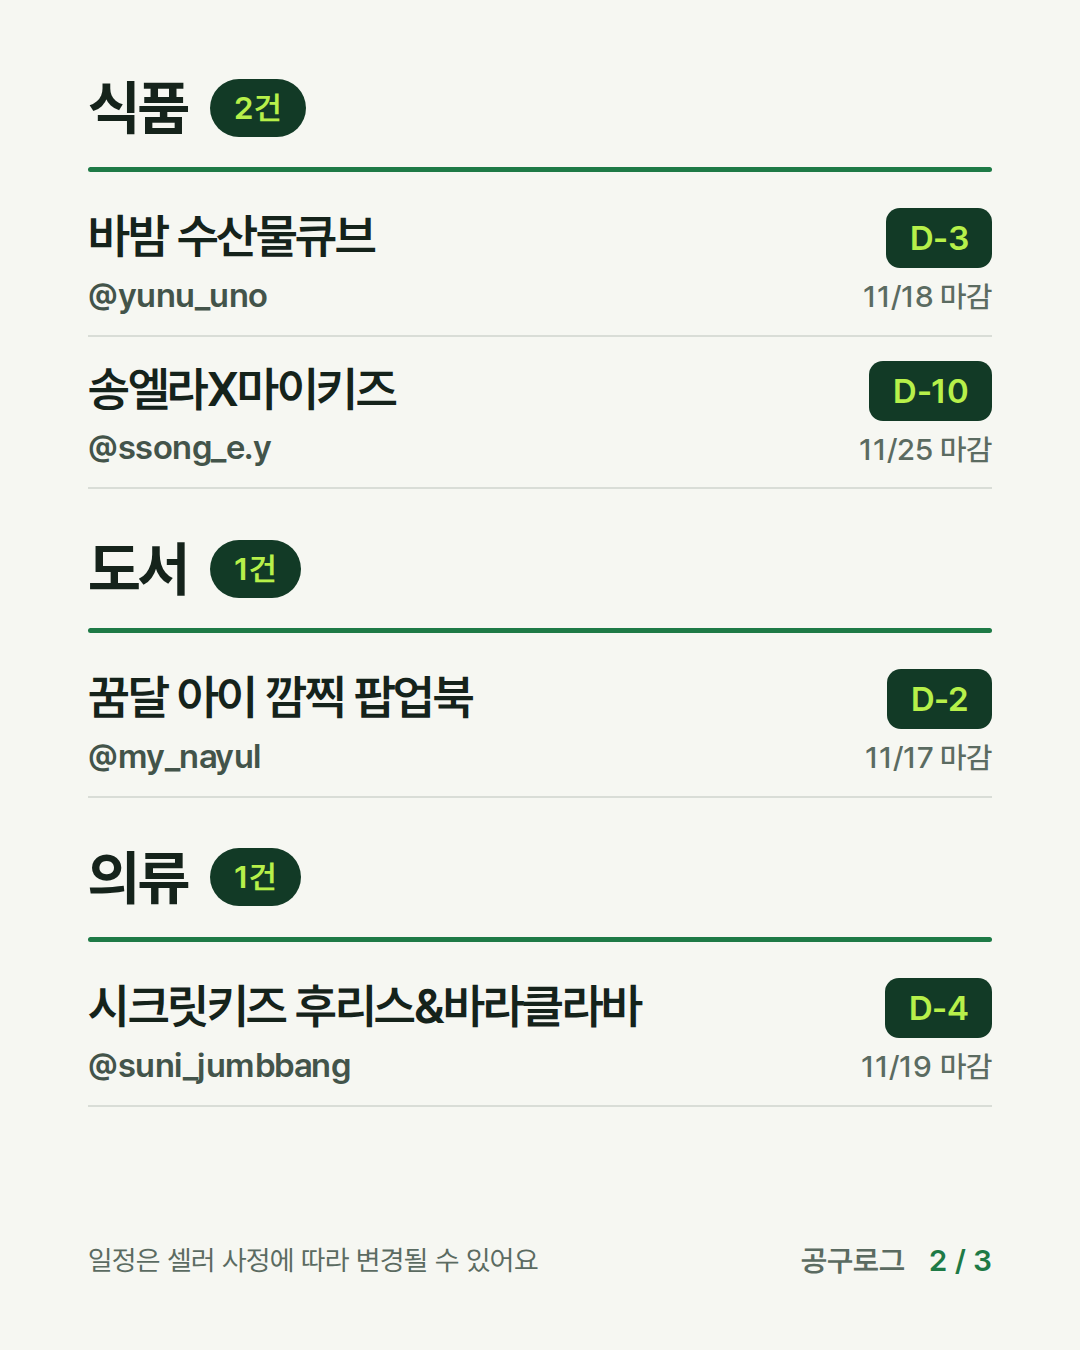 식품 2건
바밤 수산물큐브 D-3
@yunu_uno 11/18 마감
송엘라X마이키즈 D-10
@ssong_e.y 11/25 마감
도서 1건
꿈달 아이 깜찍 팝업북 D-2
@my_nayul 11/17 마감
의류 1건
시크릿키즈 후리스&바라클라바 D-4
@suni_jumbbang 11/19 마감
일정은 셀러 사정에 따라 변경될 수 있어요 공구로그 2 / 3